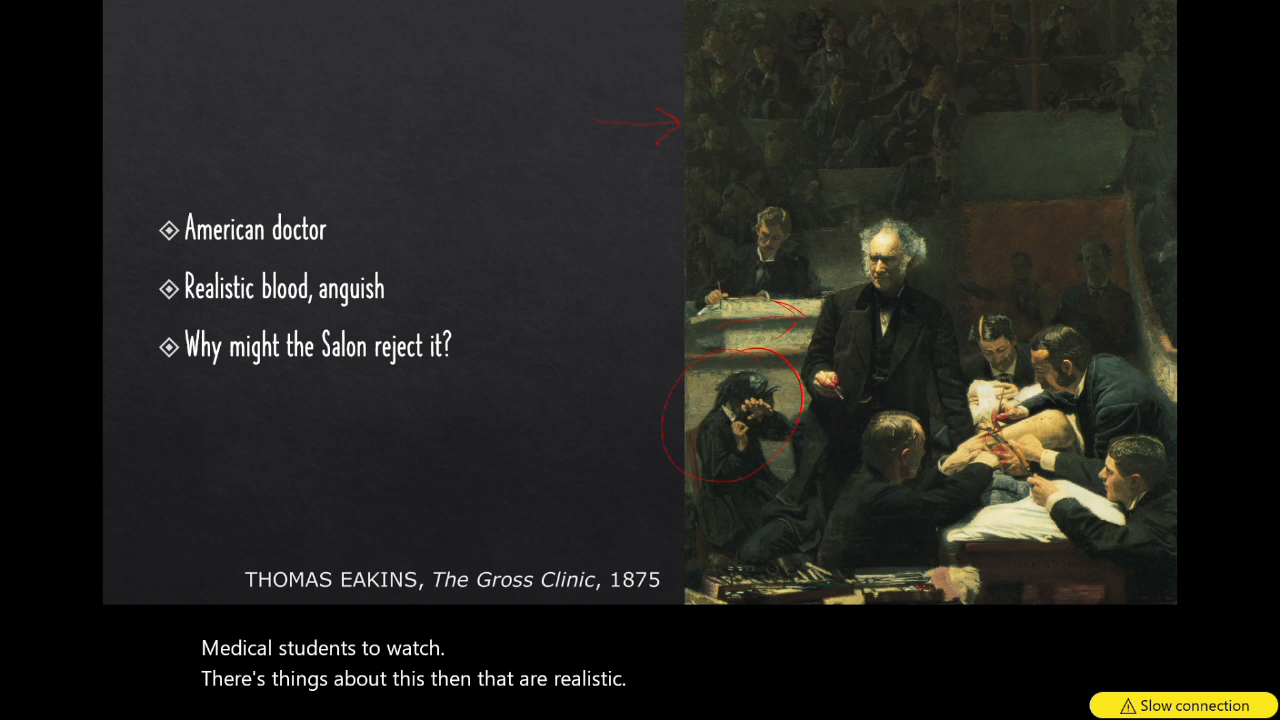 American doctor
Realistic blood, anguish
Why might the Salon reject it?
THOMAS EAKINS, The Gross Clinic, 1875
Medical students to watch.
There's things about this then that are realistic.
Slow connection